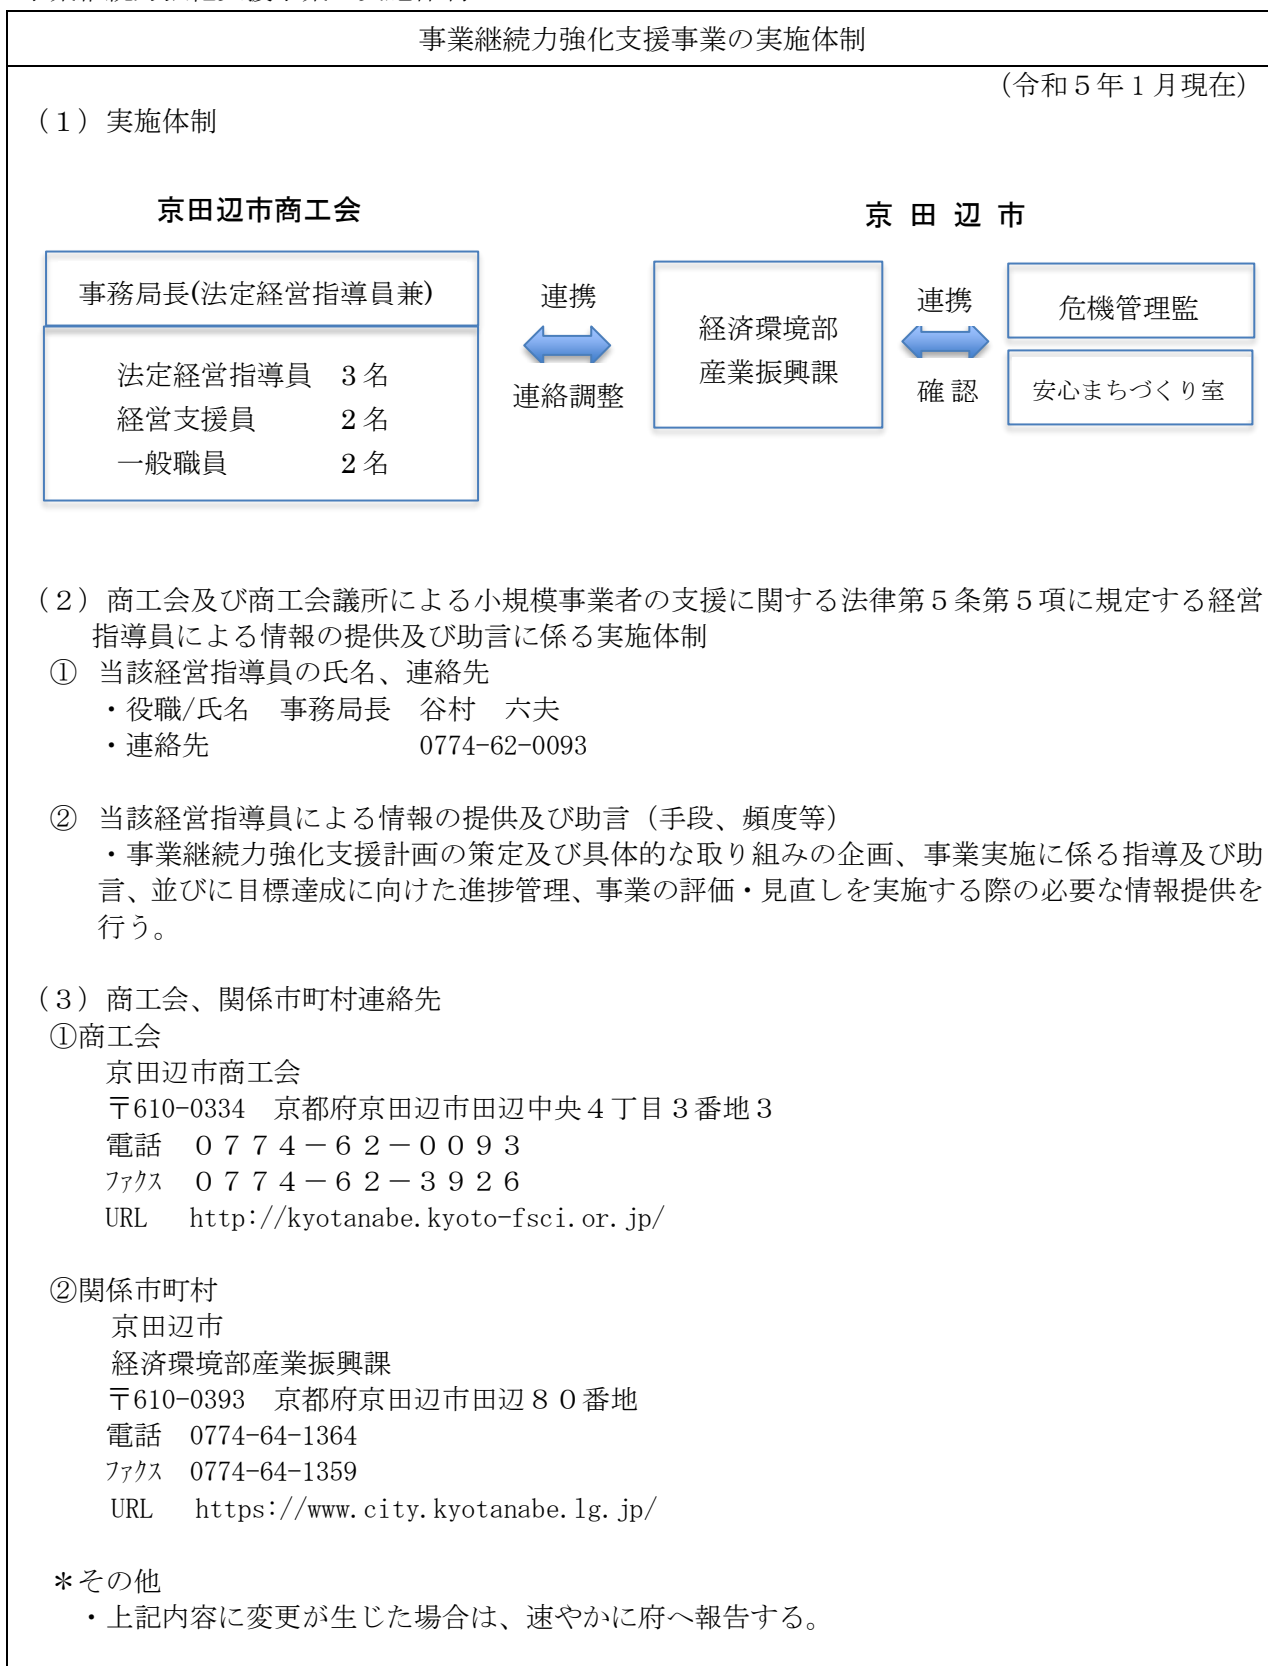 事業継続力強化支援事業の実施体制
(令和５年１月現在)
（１）実施体制
京田辺市商工会
京 田 辺 市
事務局長(法定経営指導員兼)
法定経営指導員　３名
経営支援員　２名
一般職員　２名
連携
連絡調整
経済環境部
産業振興課
連携
確 認
危機管理監
安心まちづくり室
（２）商工会及び商工会議所による小規模事業者の支援に関する法律第５条第５項に規定する経営
指導員による情報の提供及び助言に係る実施体制
① 当該経営指導員の氏名、連絡先
・役職/氏名　事務局長　谷村　六夫
・連絡先　0774-62-0093
② 当該経営指導員による情報の提供及び助言（手段、頻度等）
・事業継続力強化支援計画の策定及び具体的な取り組みの企画、事業実施に係る指導及び助
言、並びに目標達成に向けた進捗管理、事業の評価・見直しを実施する際の必要な情報提供を
行う。
（３）商工会、関係市町村連絡先
①商工会
京田辺市商工会
〒610-0334　京都府京田辺市田辺中央４丁目３番地３
電話　０７７４－６２－００９３
ﾌｧｸｽ　０７７４－６２－３９２６
URL　http://kyotanabe.kyoto-fsci.or.jp/
②関係市町村
京田辺市
経済環境部産業振興課
〒610-0393　京都府京田辺市田辺８０番地
電話　0774-64-1364
ﾌｧｸｽ　0774-64-1359
URL　https://www.city.kyotanabe.lg.jp/
＊その他
・上記内容に変更が生じた場合は、速やかに府へ報告する。